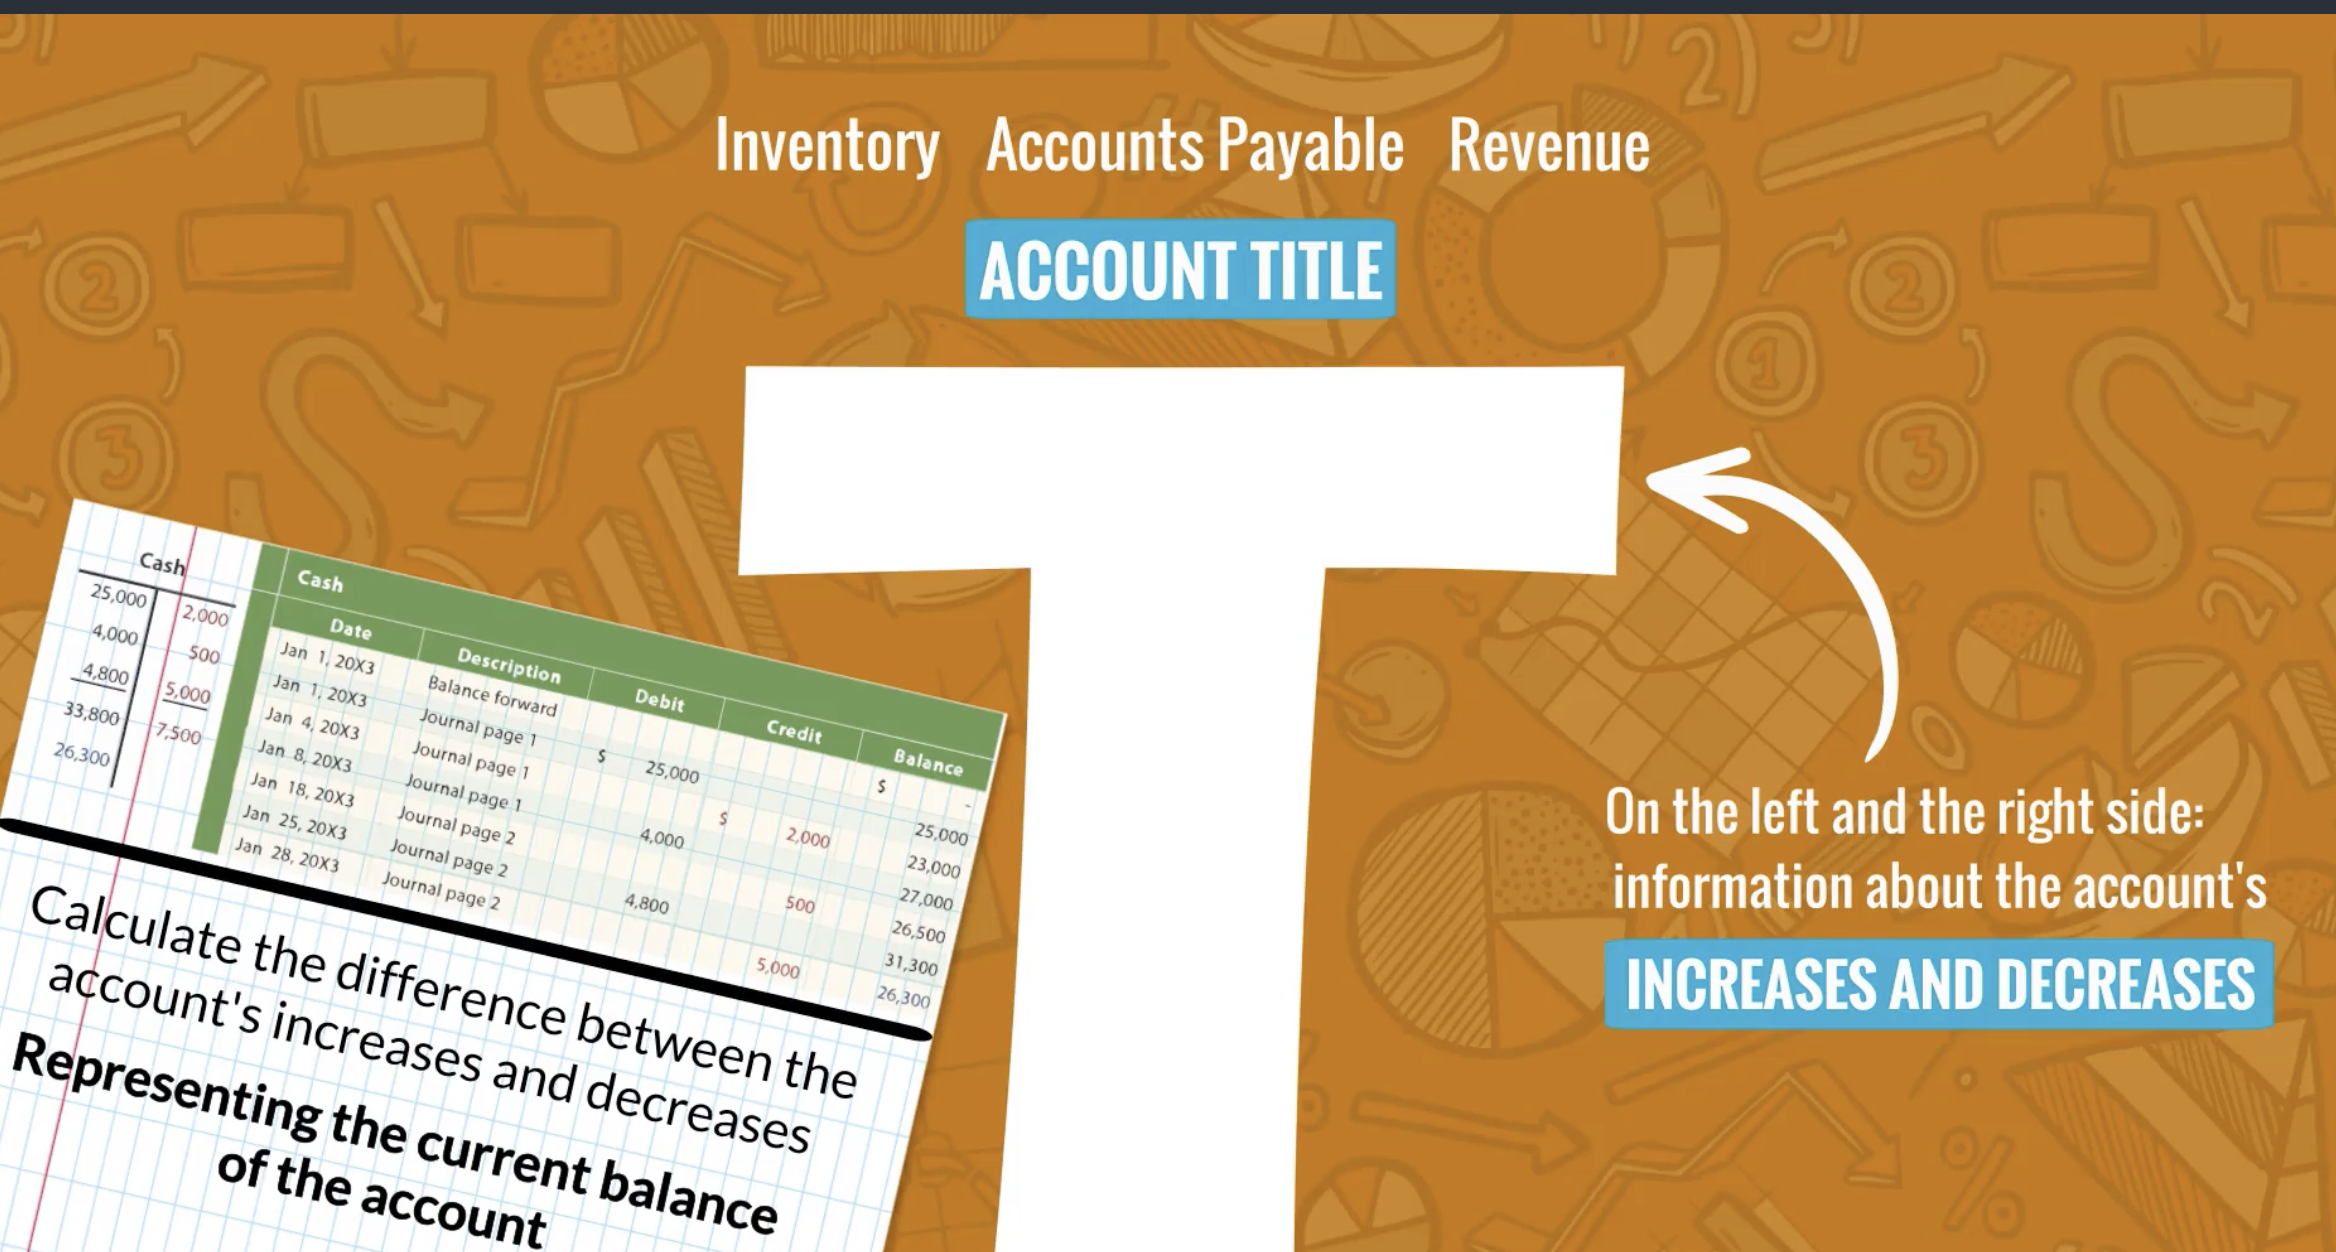 Inventory Accounts Payable Revenue
ACCOUNT TITLE
Cash
25,000 2,000
4,000 500
4,800 5,000
33,800 7,500
26,300
Cash
Date Description Debit Credit Balance
Jan 1, 20X3 Balance forward $ -
Jan 1, 20X3 Journal page 1 $ 25,000 25,000
Jan 4, 20X3 Journal page 1 $ 2,000 23,000
Jan 8, 20X3 Journal page 1 4,000 27,000
Jan 18, 20X3 Journal page 2 500 26,500
Jan 25, 20X3 Journal page 2 4,800 31,300
Jan 28, 20X3 Journal page 2 5,000 26,300
Calculate the difference between the
account's increases and decreases
Representing the current balance
of the account
T
On the left and the right side:
information about the account's
INCREASES AND DECREASES